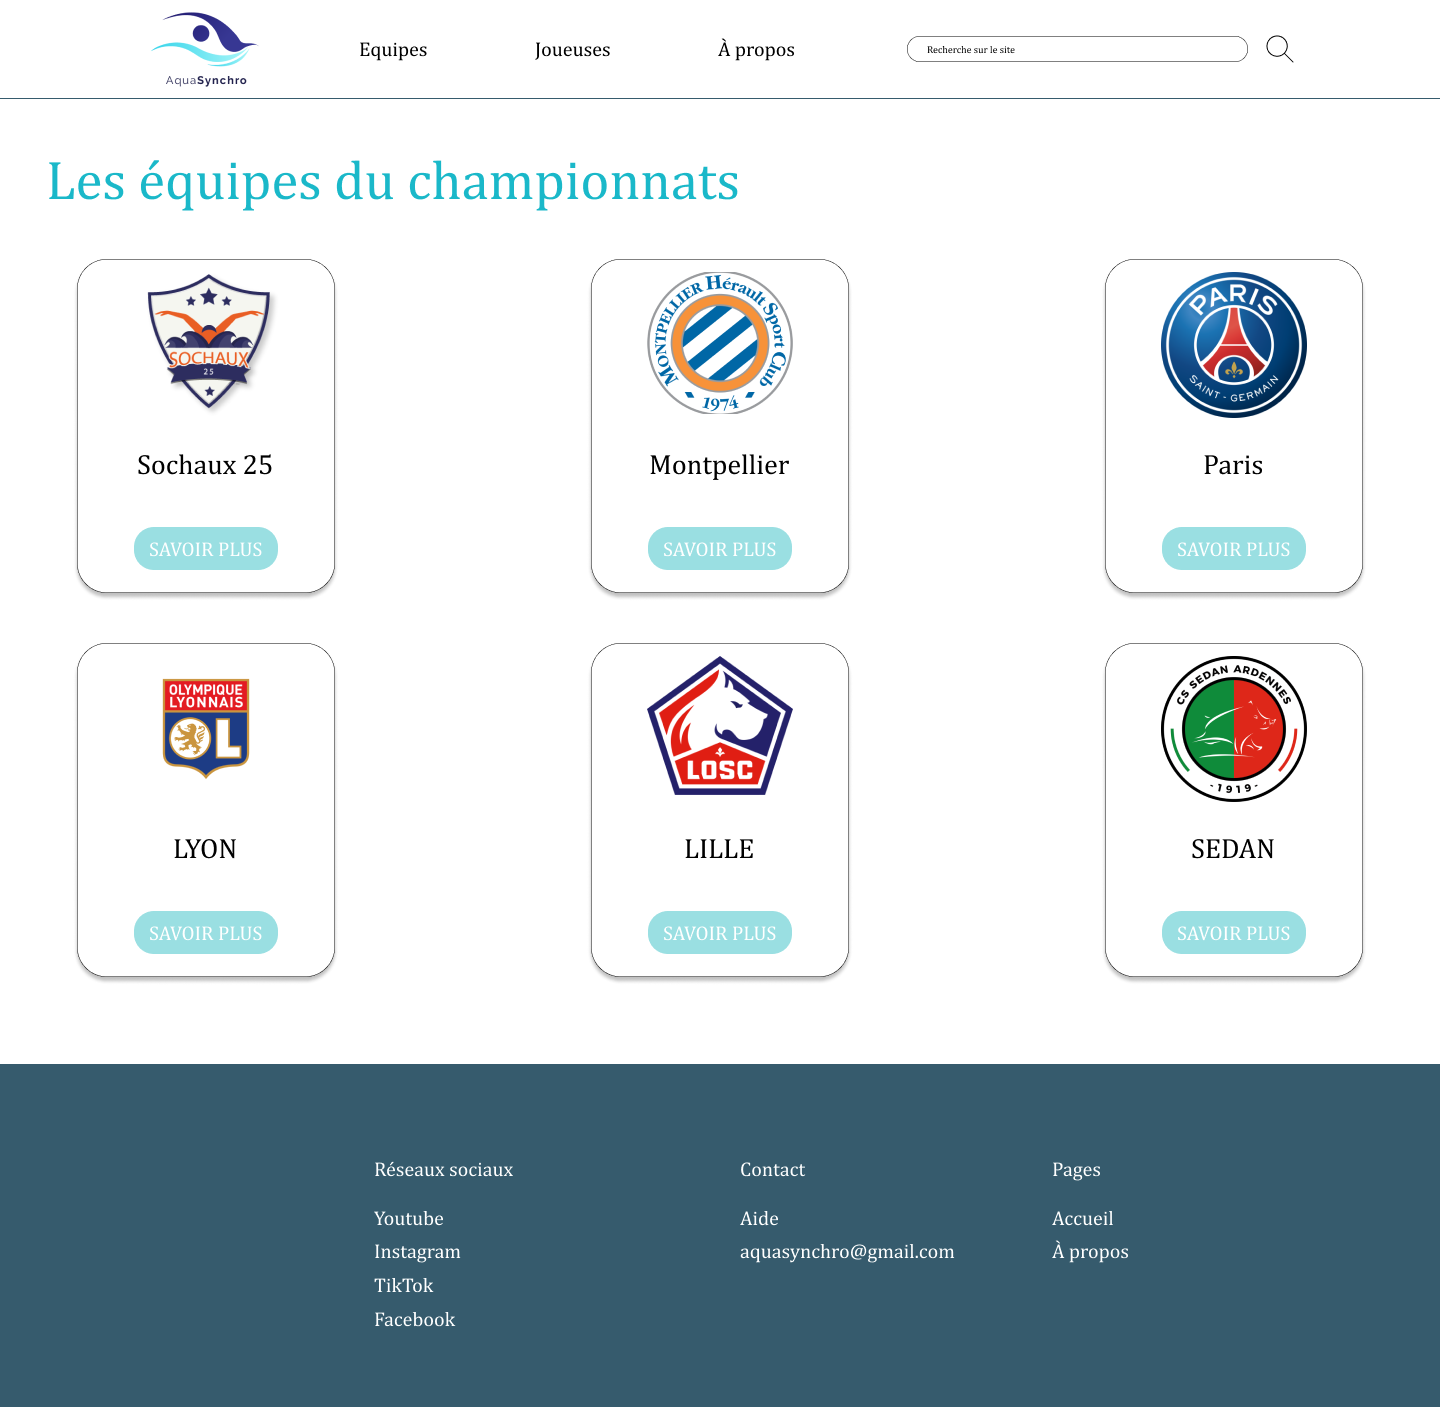 AquaSynchro
Equipes
Joueuses
À propos
Recherche sur le site
Les équipes du championnats
SOCHAUX
25
MONTPELLIER Hérault Sport Club
1974
PARIS
SAINT - GERMAIN
Sochaux 25
Montpellier
Paris
SAVOIR PLUS
SAVOIR PLUS
SAVOIR PLUS
OLYMPIQUE
LYONNAIS
OL
LOSC
CS SEDAN ARDENNES
- 1919 -
LYON
LILLE
SEDAN
SAVOIR PLUS
SAVOIR PLUS
SAVOIR PLUS
Réseaux sociaux
Contact
Pages
Youtube
Aide
Accueil
Instagram
aquasynchro@gmail.com
À propos
TikTok
Facebook